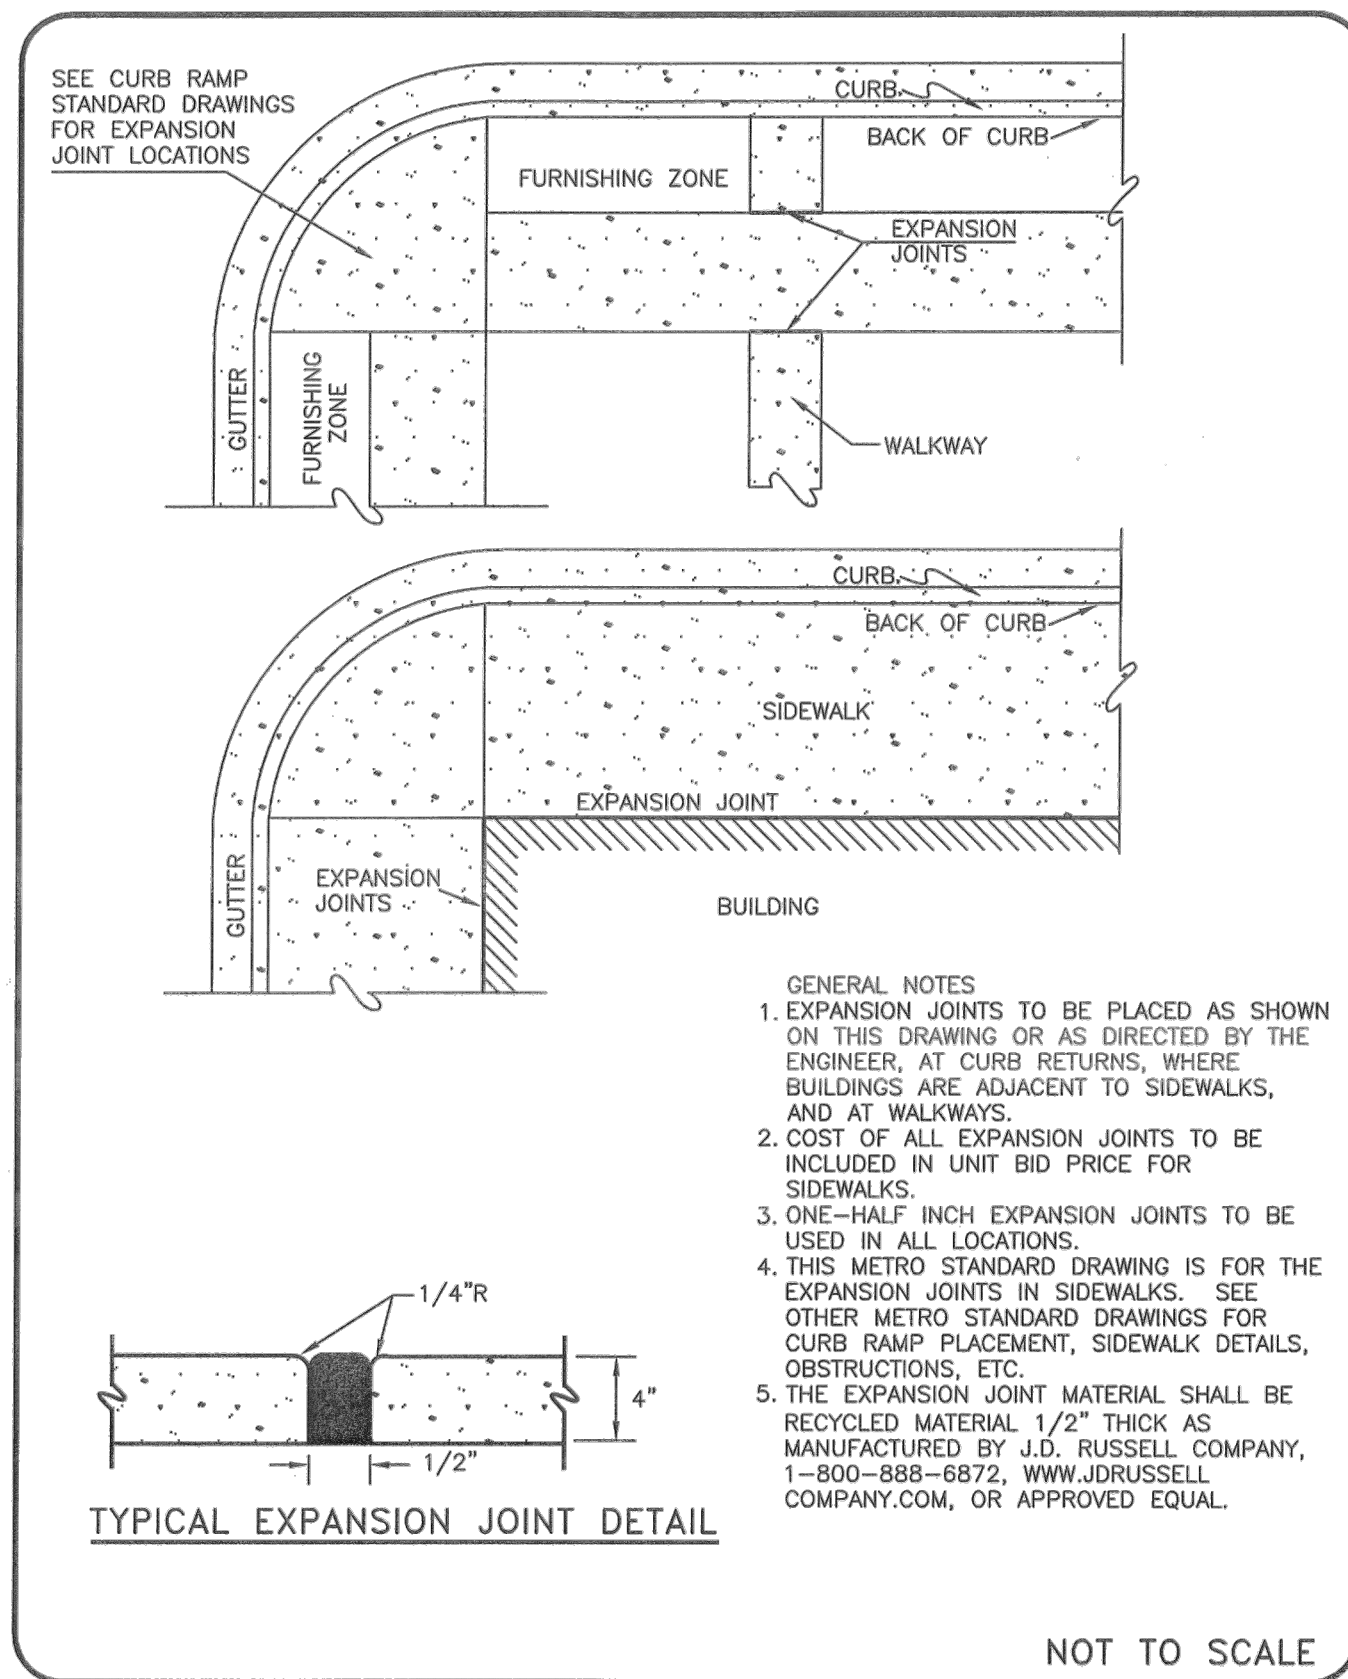 SEE CURB RAMP
STANDARD DRAWINGS
FOR EXPANSION
JOINT LOCATIONS
CURB
BACK OF CURB
FURNISHING ZONE
EXPANSION
JOINTS
GUTTER
FURNISHING
ZONE
WALKWAY
CURB
BACK OF CURB
SIDEWALK
EXPANSION JOINT
GUTTER
EXPANSION
JOINTS
BUILDING
GENERAL NOTES
1. EXPANSION JOINTS TO BE PLACED AS SHOWN
ON THIS DRAWING OR AS DIRECTED BY THE
ENGINEER, AT CURB RETURNS, WHERE
BUILDINGS ARE ADJACENT TO SIDEWALKS,
AND AT WALKWAYS.
2. COST OF ALL EXPANSION JOINTS TO BE
INCLUDED IN UNIT BID PRICE FOR
SIDEWALKS.
3. ONE-HALF INCH EXPANSION JOINTS TO BE
USED IN ALL LOCATIONS.
4. THIS METRO STANDARD DRAWING IS FOR THE
EXPANSION JOINTS IN SIDEWALKS. SEE
OTHER METRO STANDARD DRAWINGS FOR
CURB RAMP PLACEMENT, SIDEWALK DETAILS,
OBSTRUCTIONS, ETC.
5. THE EXPANSION JOINT MATERIAL SHALL BE
RECYCLED MATERIAL 1/2" THICK AS
MANUFACTURED BY J.D. RUSSELL COMPANY,
1-800-888-6872, WWW.JDRUSSELL
COMPANY.COM, OR APPROVED EQUAL.
1/4"R
4"
1/2"
TYPICAL EXPANSION JOINT DETAIL
NOT TO SCALE